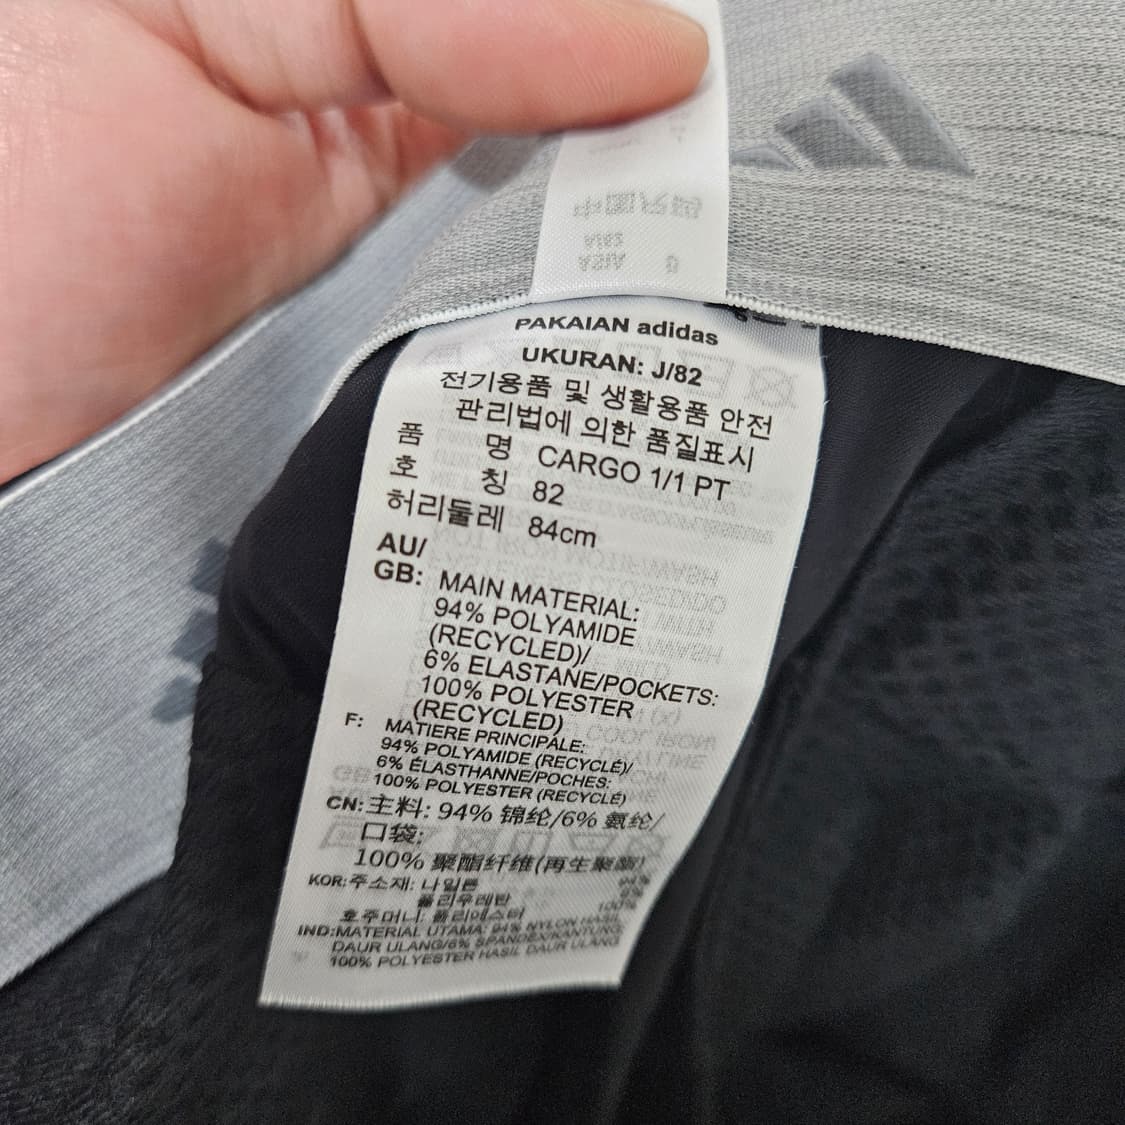 PAKAIAN adidas
UKURAN: J/82
전기용품 및 생활용품 안전
관리법에 의한 품질표시
품 명 CARGO 1/1 PT
호 칭 82
허리둘레 84cm
AU/
GB: MAIN MATERIAL:
94% POLYAMIDE
(RECYCLED)/
6% ELASTANE/POCKETS:
100% POLYESTER
(RECYCLED)
F: MATIERE PRINCIPALE:
94% POLYAMIDE (RECYCLÉ)/
6% ÉLASTHANNE/POCHES:
100% POLYESTER (RECYCLÉ)
CN: 主料: 94% 锦纶/6% 氨纶/
口袋:
100% 聚酯纤维(再生聚酯)
KOR: 주소재: 나일론 94%
폴리우레탄 6%
호주머니: 폴리에스터 100%
IND: MATERIAL UTAMA: 94% NYLON HASIL
DAUR ULANG/6% SPANDEX/KANTUNG:
100% POLYESTER HASIL DAUR ULANG